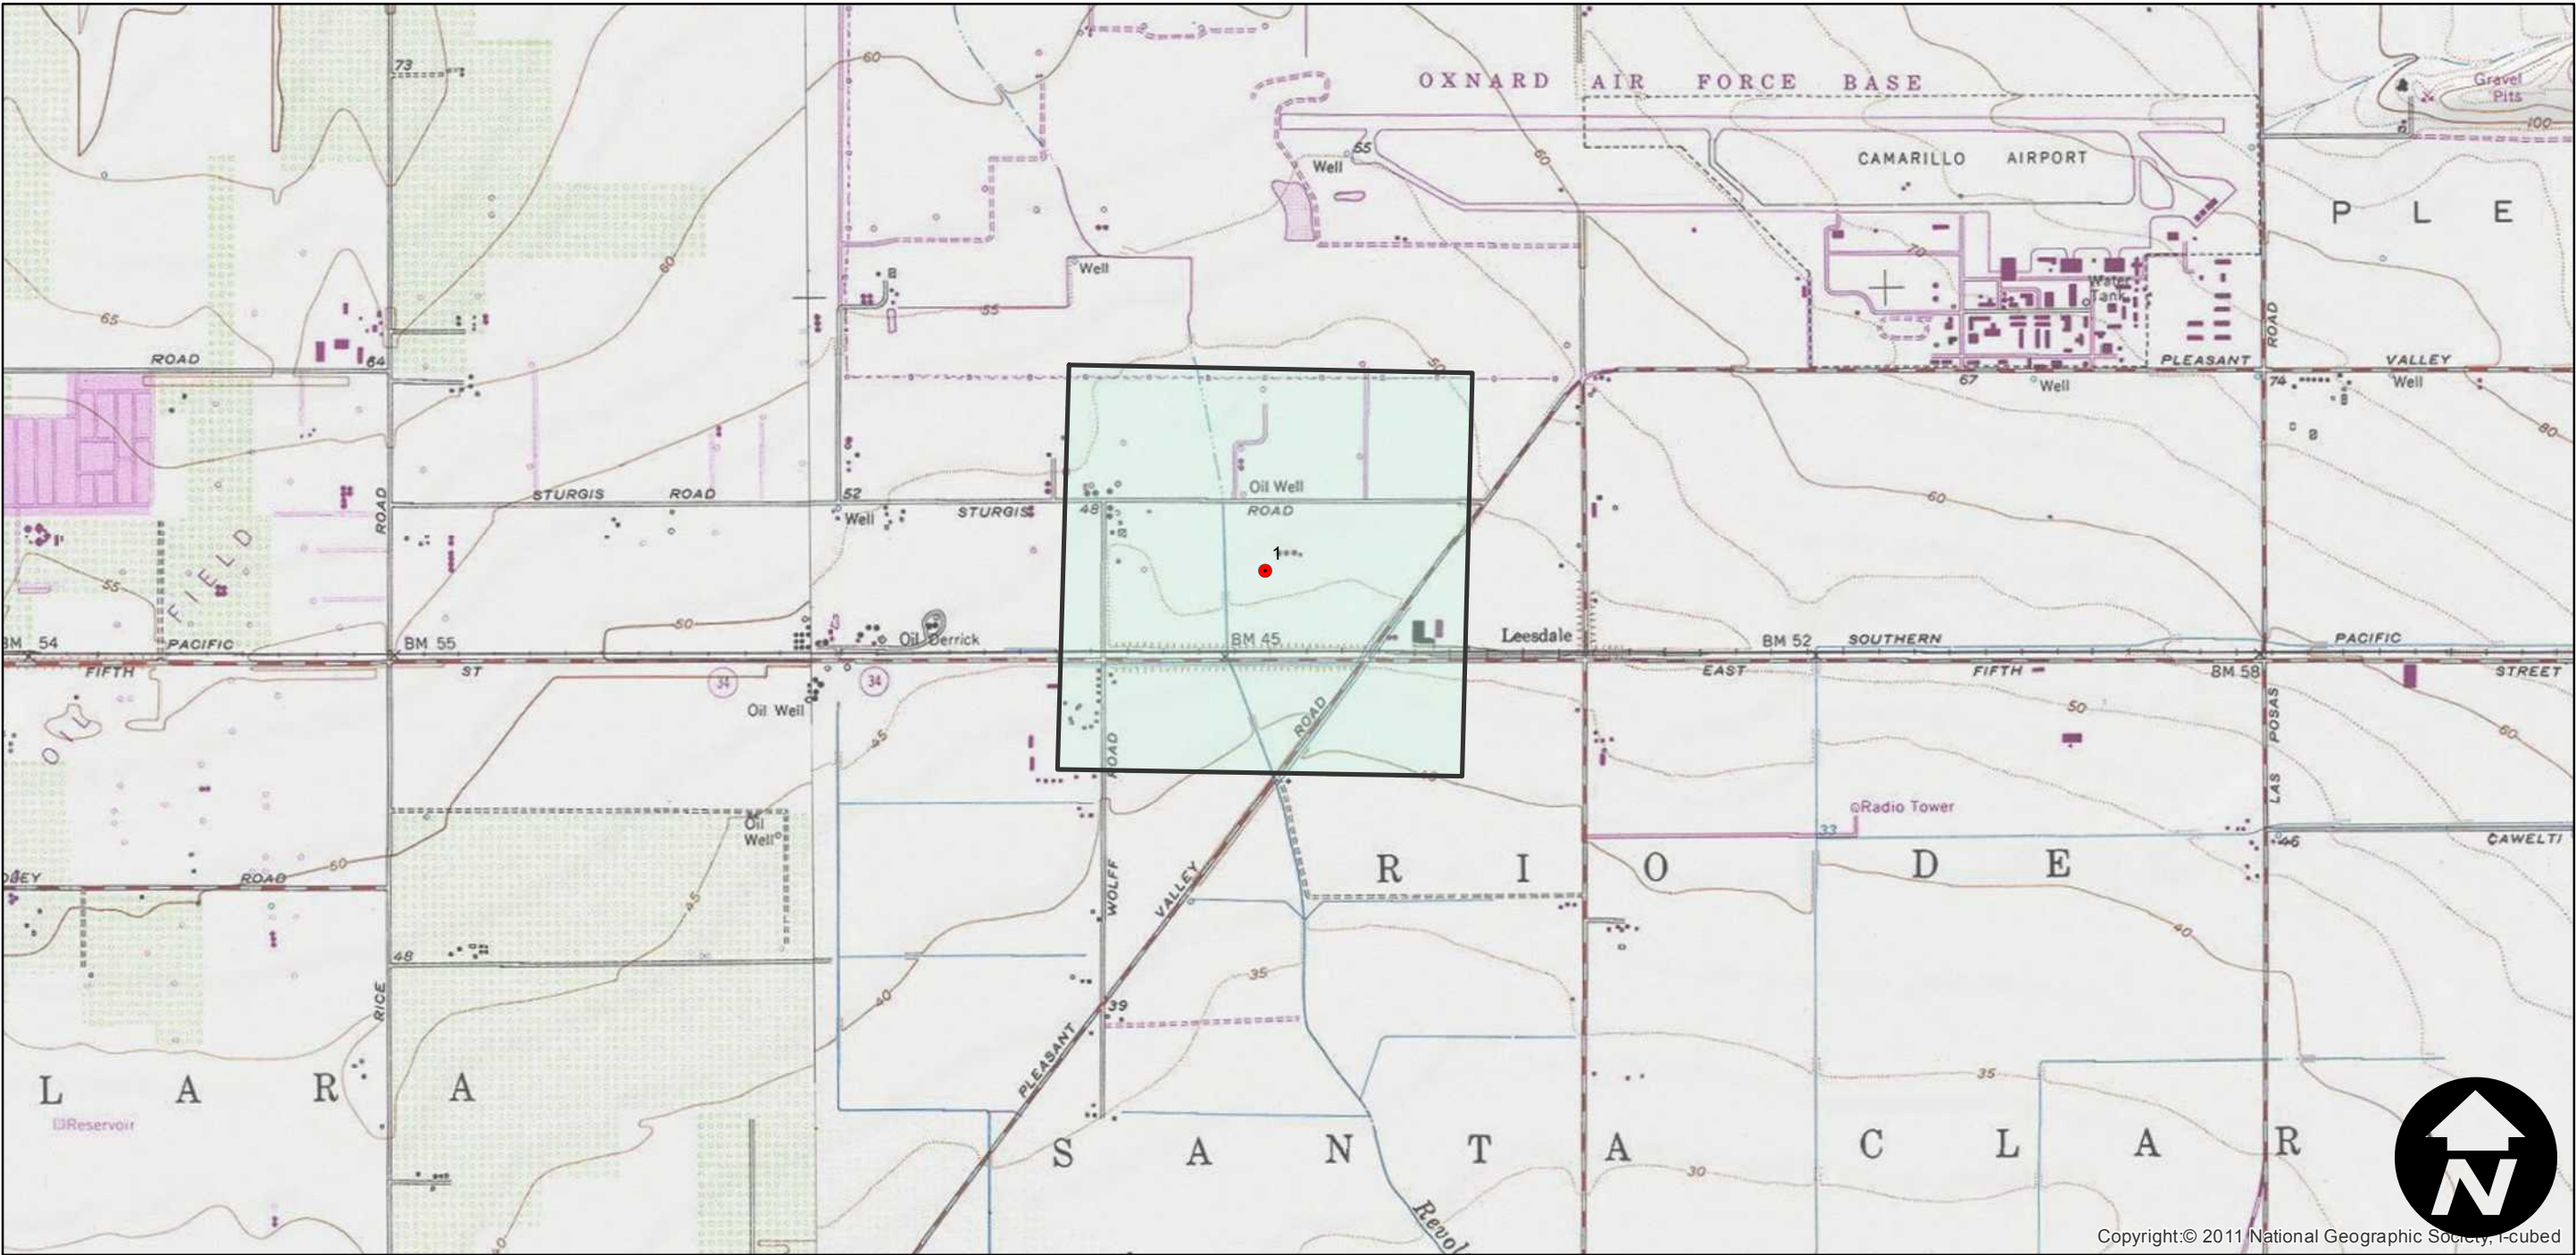 73
60
OXNARD AIR FORCE BASE
Gravel
Pits
100
60
CAMARILLO AIRPORT
55
Well
P L E
60
70
Well
Water
Tank
65
55
ROAD
ROAD
64
50
PLEASANT VALLEY
67
Well
74
Well
80
STURGIS ROAD
52
Oil Well
60
ROAD
48
STURGIS
ROAD
Well
1
FIELD
55
50
BM 54
PACIFIC
BM 55
Oil Derrick
BM 45
Leesdale
BM 52
SOUTHERN
PACIFIC
FIFTH
ST
34
34
EAST
FIFTH
BM 58
STREET
Oil Well
OIL
45
ROAD
ROAD
50
LAS POSAS
60
Radio Tower
Oil
Well
33
46
CAWELTI
60
ROAD
R I O D E
45
WOLFF
VALLEY
40
48
35
40
RICE
39
PLEASANT
35
L A R A
Reservoir
S A N T A C L A R
30
Revol
N
Copyright:© 2011 National Geographic Society, i-cubed